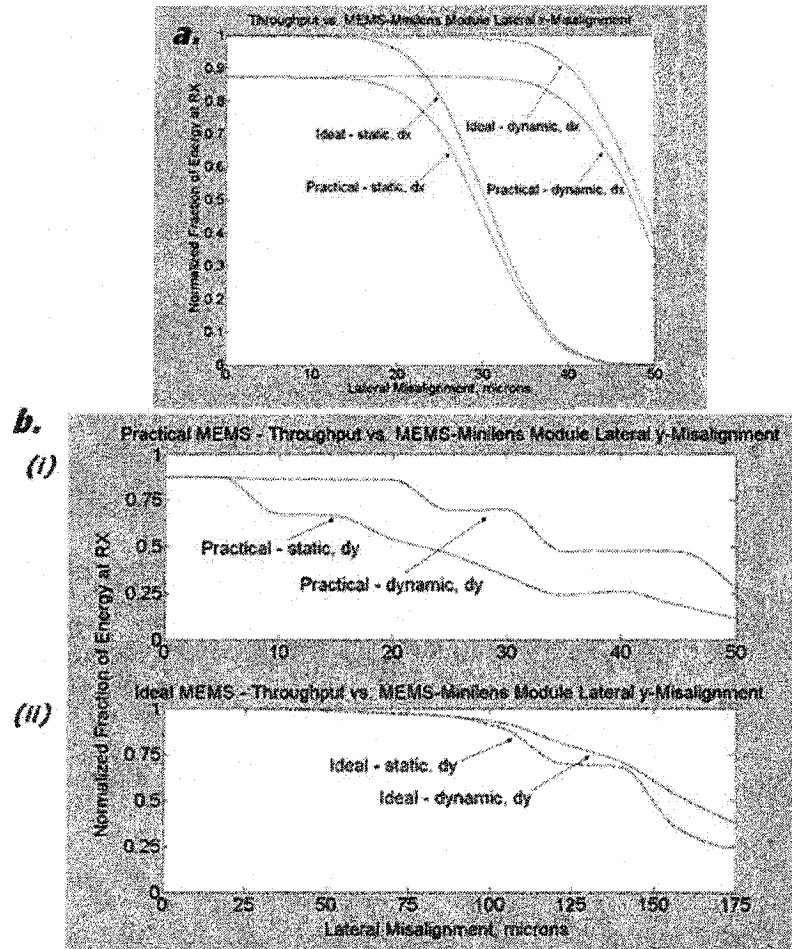 a.
Throughput vs. MEMS-Minilens Module Lateral x-Misalignment
Normalized Fraction of Energy at RX
1
0.9
0.8
0.7
0.6
0.5
0.4
0.3
0.2
0.1
0
Ideal - static, dx
Ideal - dynamic, dx
Practical - static, dx
Practical - dynamic, dx
0 10 20 30 40 50
Lateral Misalignment, microns
b.
Practical MEMS - Throughput vs. MEMS-Minilens Module Lateral y-Misalignment
(i)
1
0.75
0.5
0.25
0
Practical - static, dy
Practical - dynamic, dy
0 10 20 30 40 50
Normalized Fraction of Energy at RX
Ideal MEMS - Throughput vs. MEMS-Minilens Module Lateral y-Misalignment
(ii)
1
0.75
0.5
0.25
0
Ideal - static, dy
Ideal - dynamic, dy
0 25 50 75 100 125 150 175
Lateral Misalignment, microns